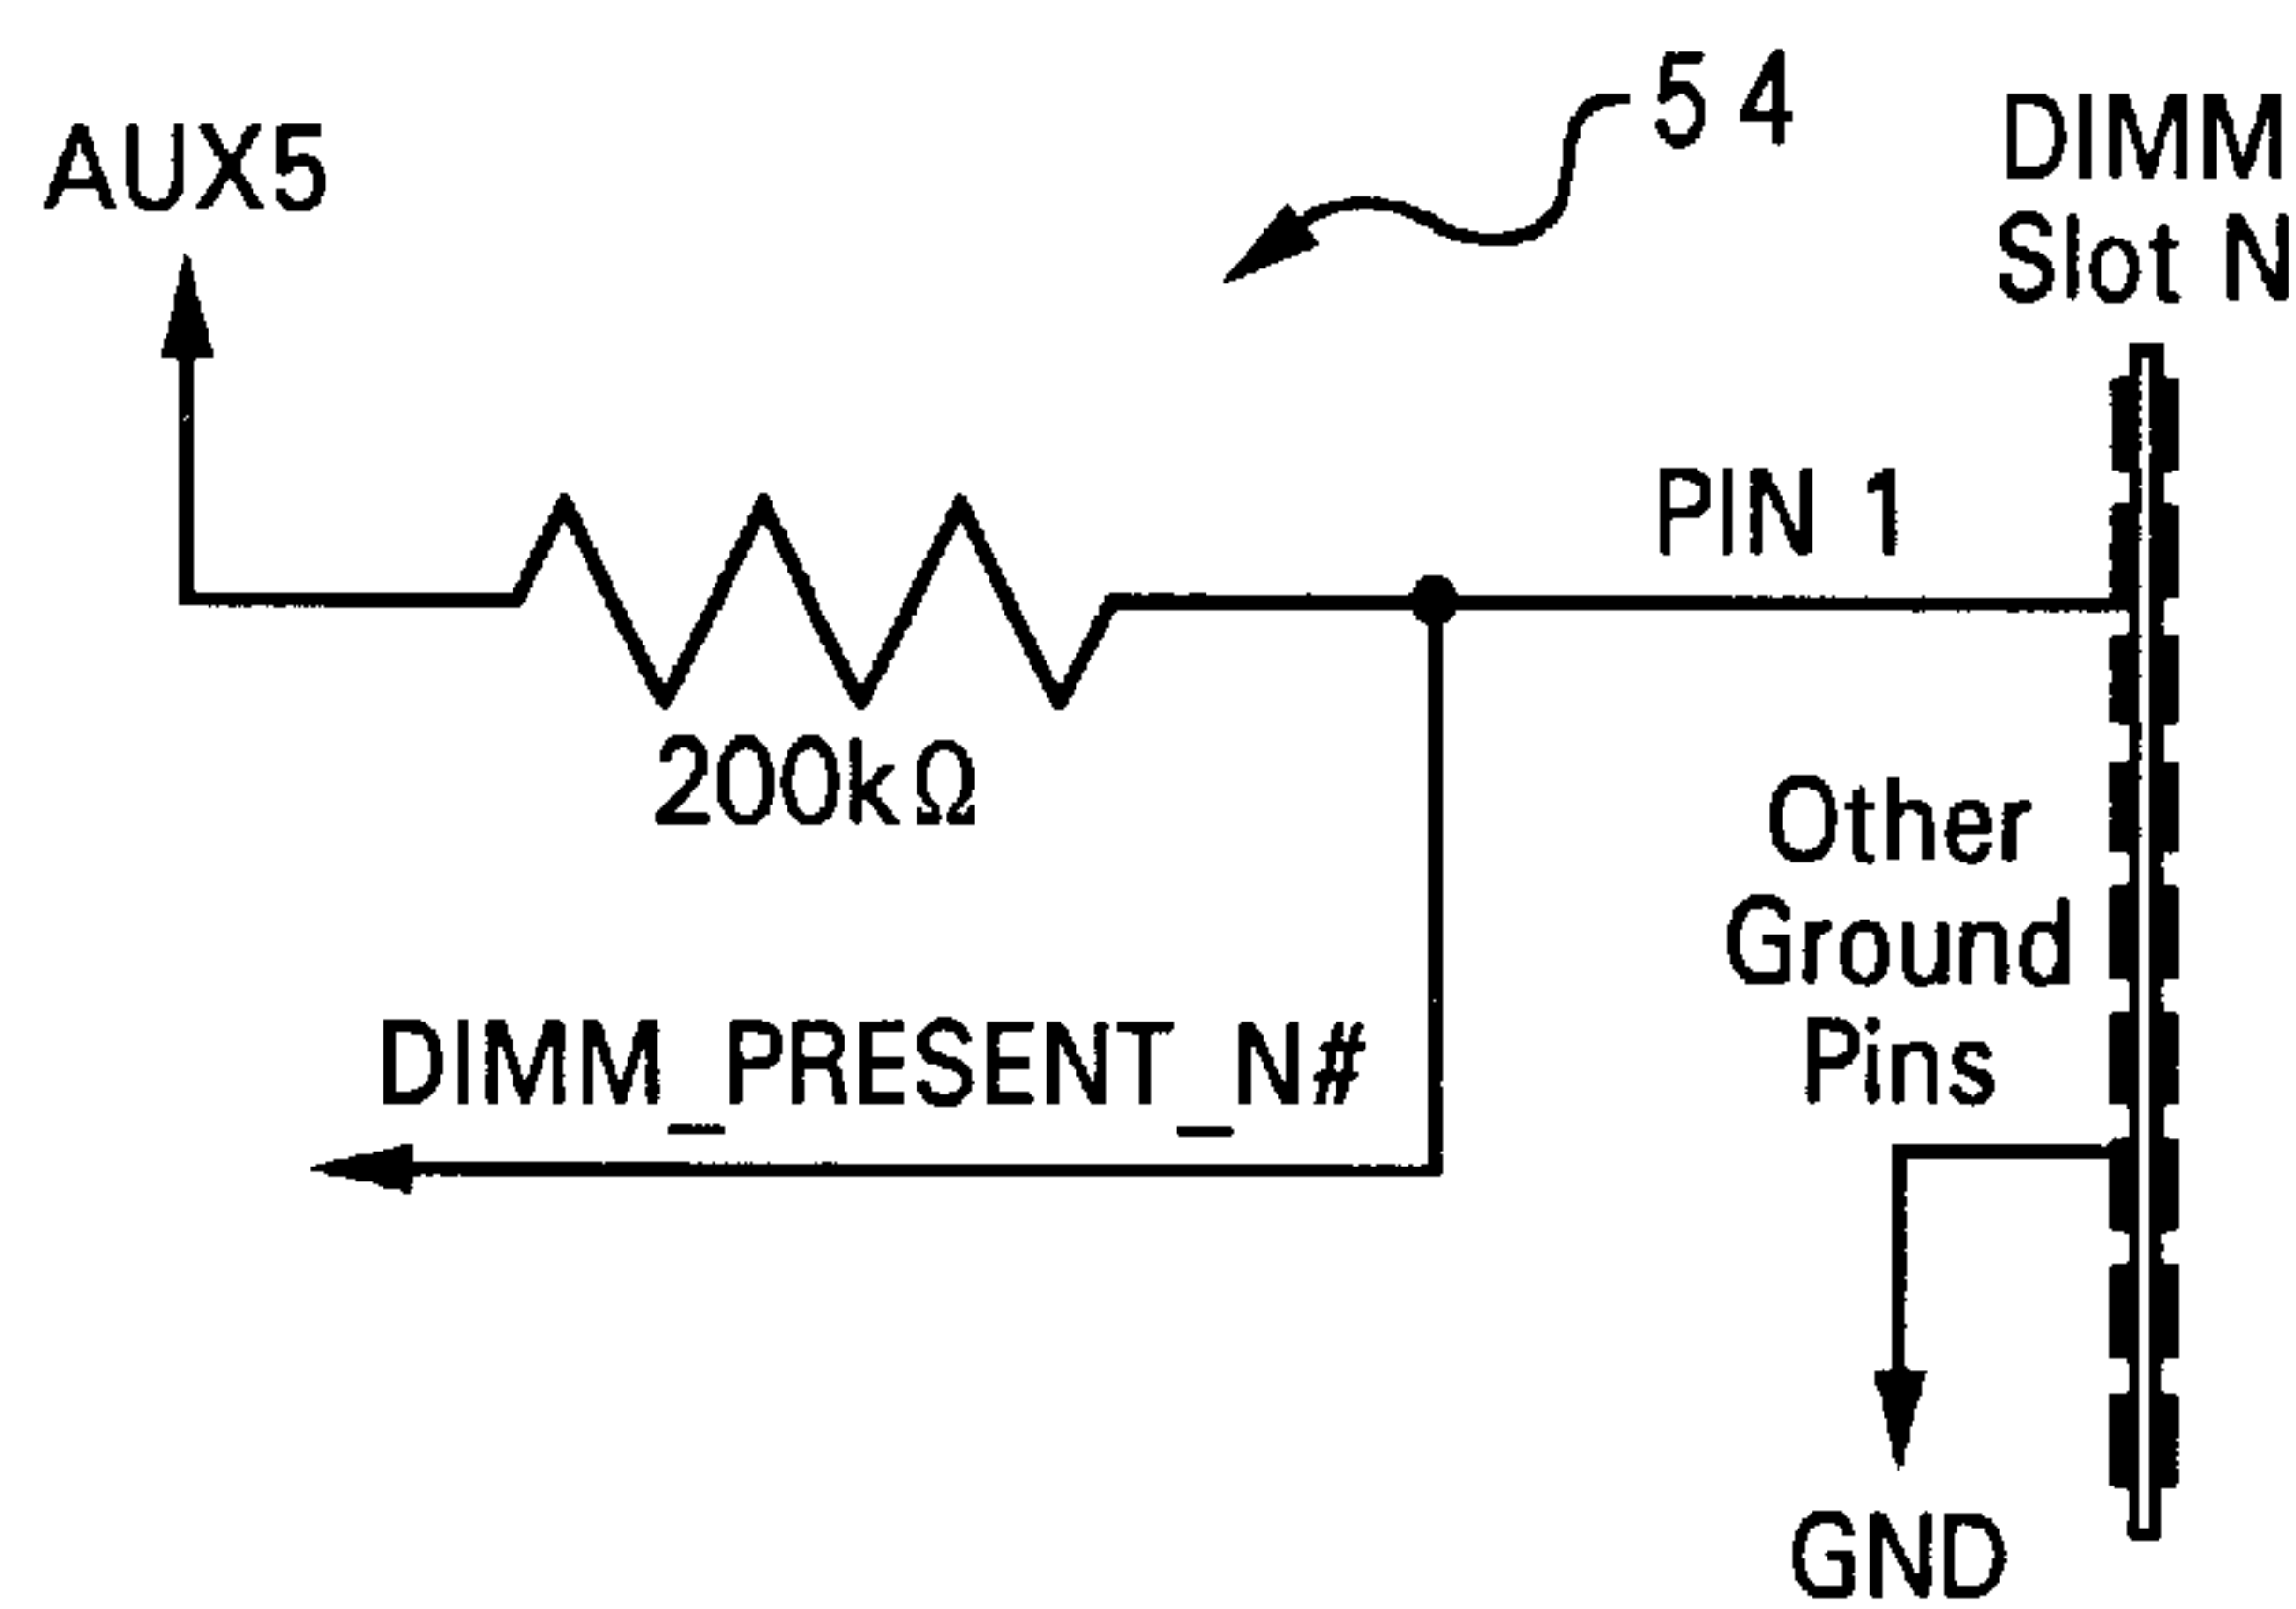 AUX5
54
DIMM
Slot N
PIN 1
200kΩ
Other
Ground
Pins
DIMM_PRESENT_N#
GND